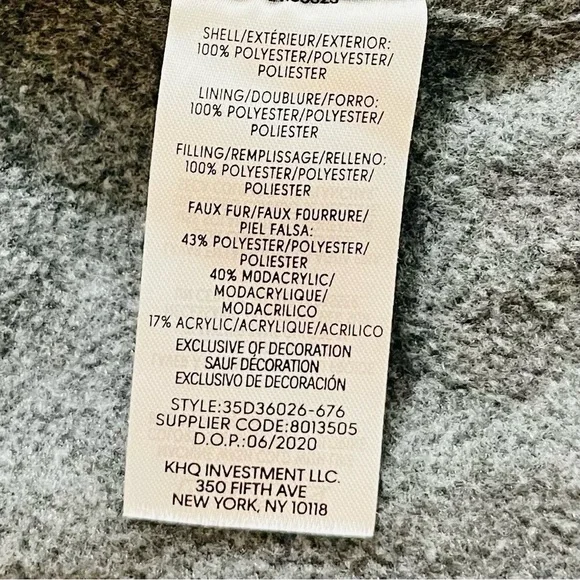 SHELL/EXTÉRIEUR/EXTERIOR:
100% POLYESTER/POLYESTER/
POLIESTER
LINING/DOUBLURE/FORRO:
100% POLYESTER/POLYESTER/
POLIESTER
FILLING/REMPLISSAGE/RELLENO:
100% POLYESTER/POLYESTER/
POLIESTER
FAUX FUR/FAUX FOURRURE/
PIEL FALSA:
43% POLYESTER/POLYESTER/
POLIESTER
40% MODACRYLIC/
MODACRYLIQUE/
MODACRILICO
17% ACRYLIC/ACRYLIQUE/ACRILICO
EXCLUSIVE OF DECORATION
SAUF DÉCORATION
EXCLUSIVO DE DECORACIÓN
STYLE:35D36026-676
SUPPLIER CODE:8013505
D.O.P.:06/2020
KHQ INVESTMENT LLC.
350 FIFTH AVE
NEW YORK, NY 10118